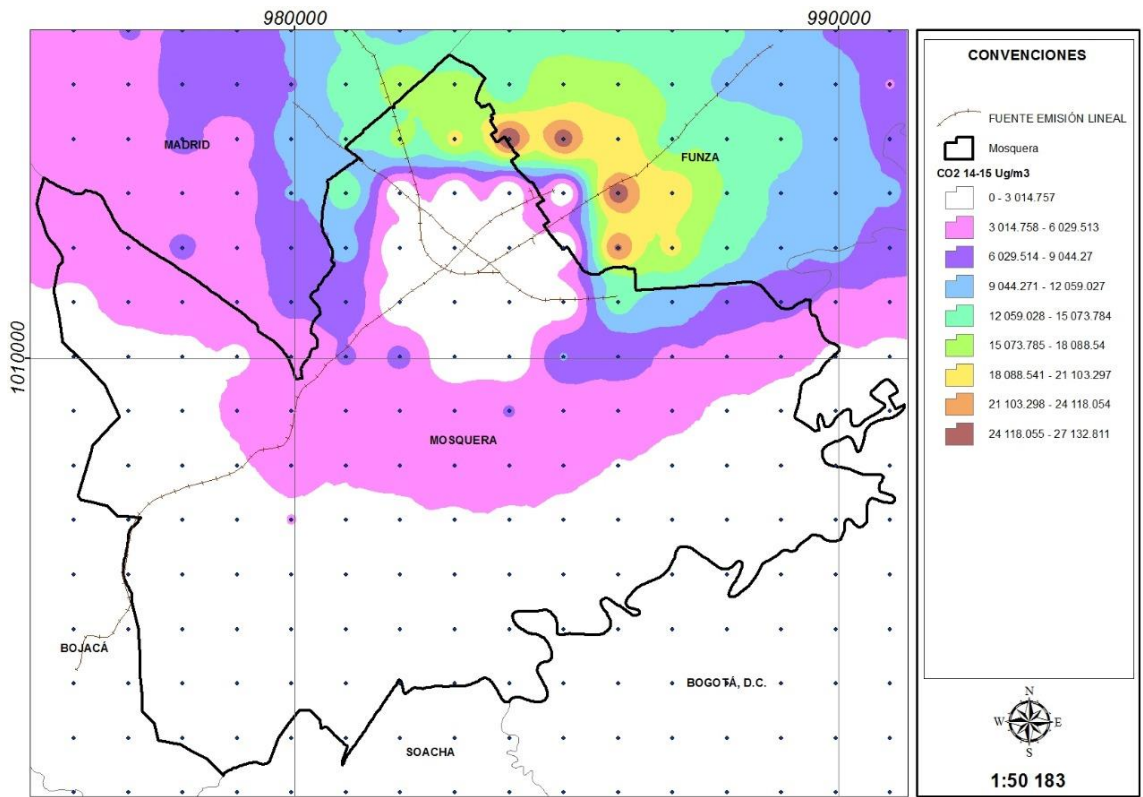 980000
990000
1010000
MADRID
FUNZA
MOSQUERA
BOJACÁ
BOGOTÁ, D.C.
SOACHA
CONVENCIONES
FUENTE EMISIÓN LINEAL
Mosquera
CO2 14-15 Ug/m3
0 - 3 014.757
3 014.758 - 6 029.513
6 029.514 - 9 044.27
9 044.271 - 12 059.027
12 059.028 - 15 073.784
15 073.785 - 18 088.54
18 088.541 - 21 103.297
21 103.298 - 24 118.054
24 118.055 - 27 132.811
N
W E
S
1:50 183